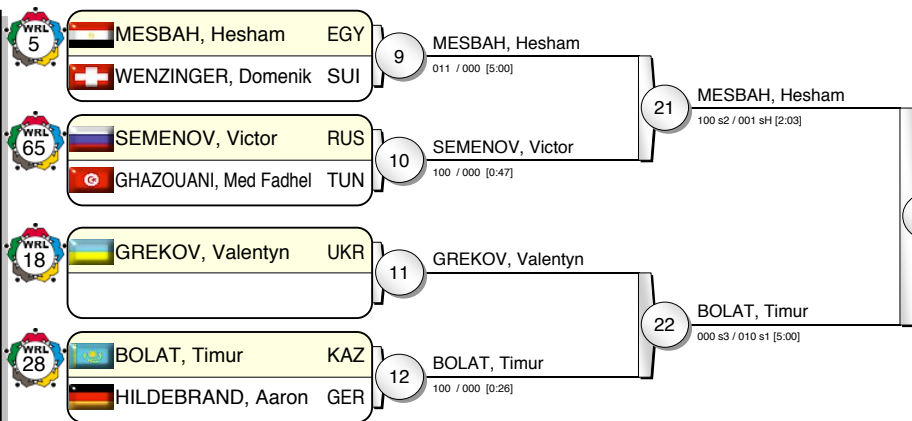 WRL
5
MESBAH, Hesham EGY
WENZINGER, Domenik SUI
9
MESBAH, Hesham
011 / 000 [5:00]
WRL
65
SEMENOV, Victor RUS
GHAZOUANI, Med Fadhel TUN
10
SEMENOV, Victor
100 / 000 [0:47]
21
MESBAH, Hesham
100 s2 / 001 sH [2:03]
WRL
18
GREKOV, Valentyn UKR
11
GREKOV, Valentyn
WRL
28
BOLAT, Timur KAZ
HILDEBRAND, Aaron GER
12
BOLAT, Timur
100 / 000 [0:26]
22
BOLAT, Timur
000 s3 / 010 s1 [5:00]